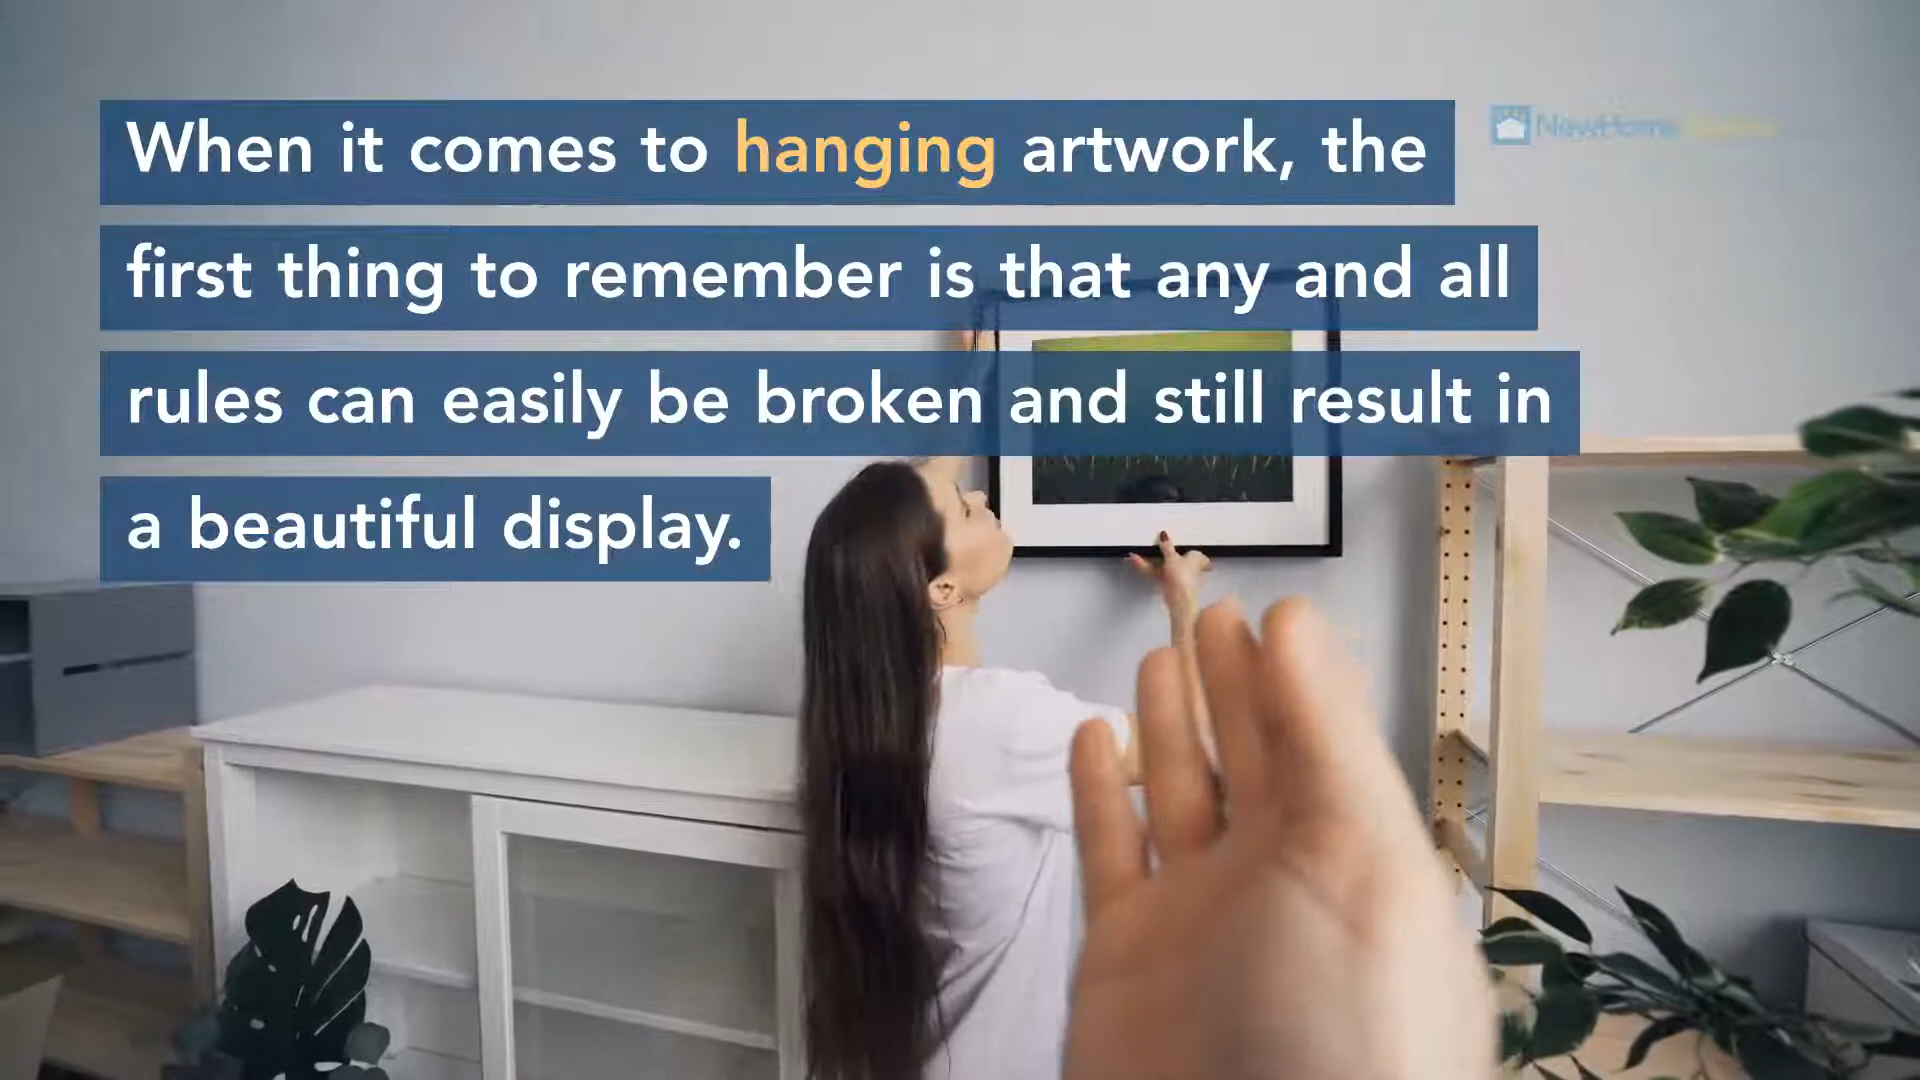 When it comes to hanging artwork, the
first thing to remember is that any and all
rules can easily be broken and still result in
a beautiful display.
NewHome